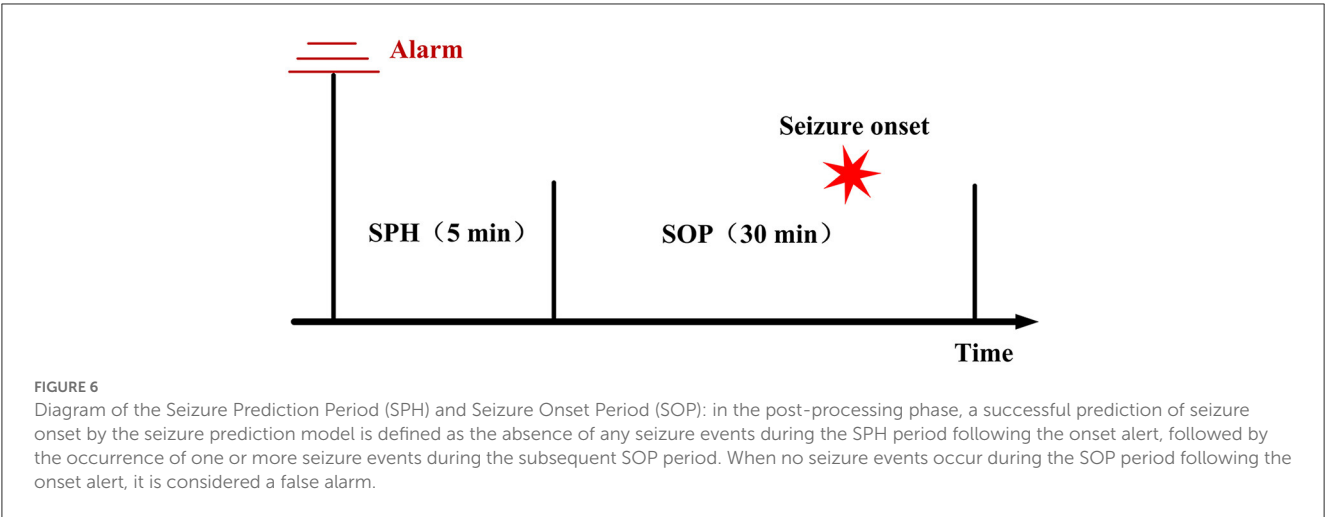 Alarm
Seizure onset
SPH（5 min） SOP（30 min）
Time
FIGURE 6
Diagram of the Seizure Prediction Period (SPH) and Seizure Onset Period (SOP): in the post-processing phase, a successful prediction of seizure
onset by the seizure prediction model is defined as the absence of any seizure events during the SPH period following the onset alert, followed by
the occurrence of one or more seizure events during the subsequent SOP period. When no seizure events occur during the SOP period following the
onset alert, it is considered a false alarm.